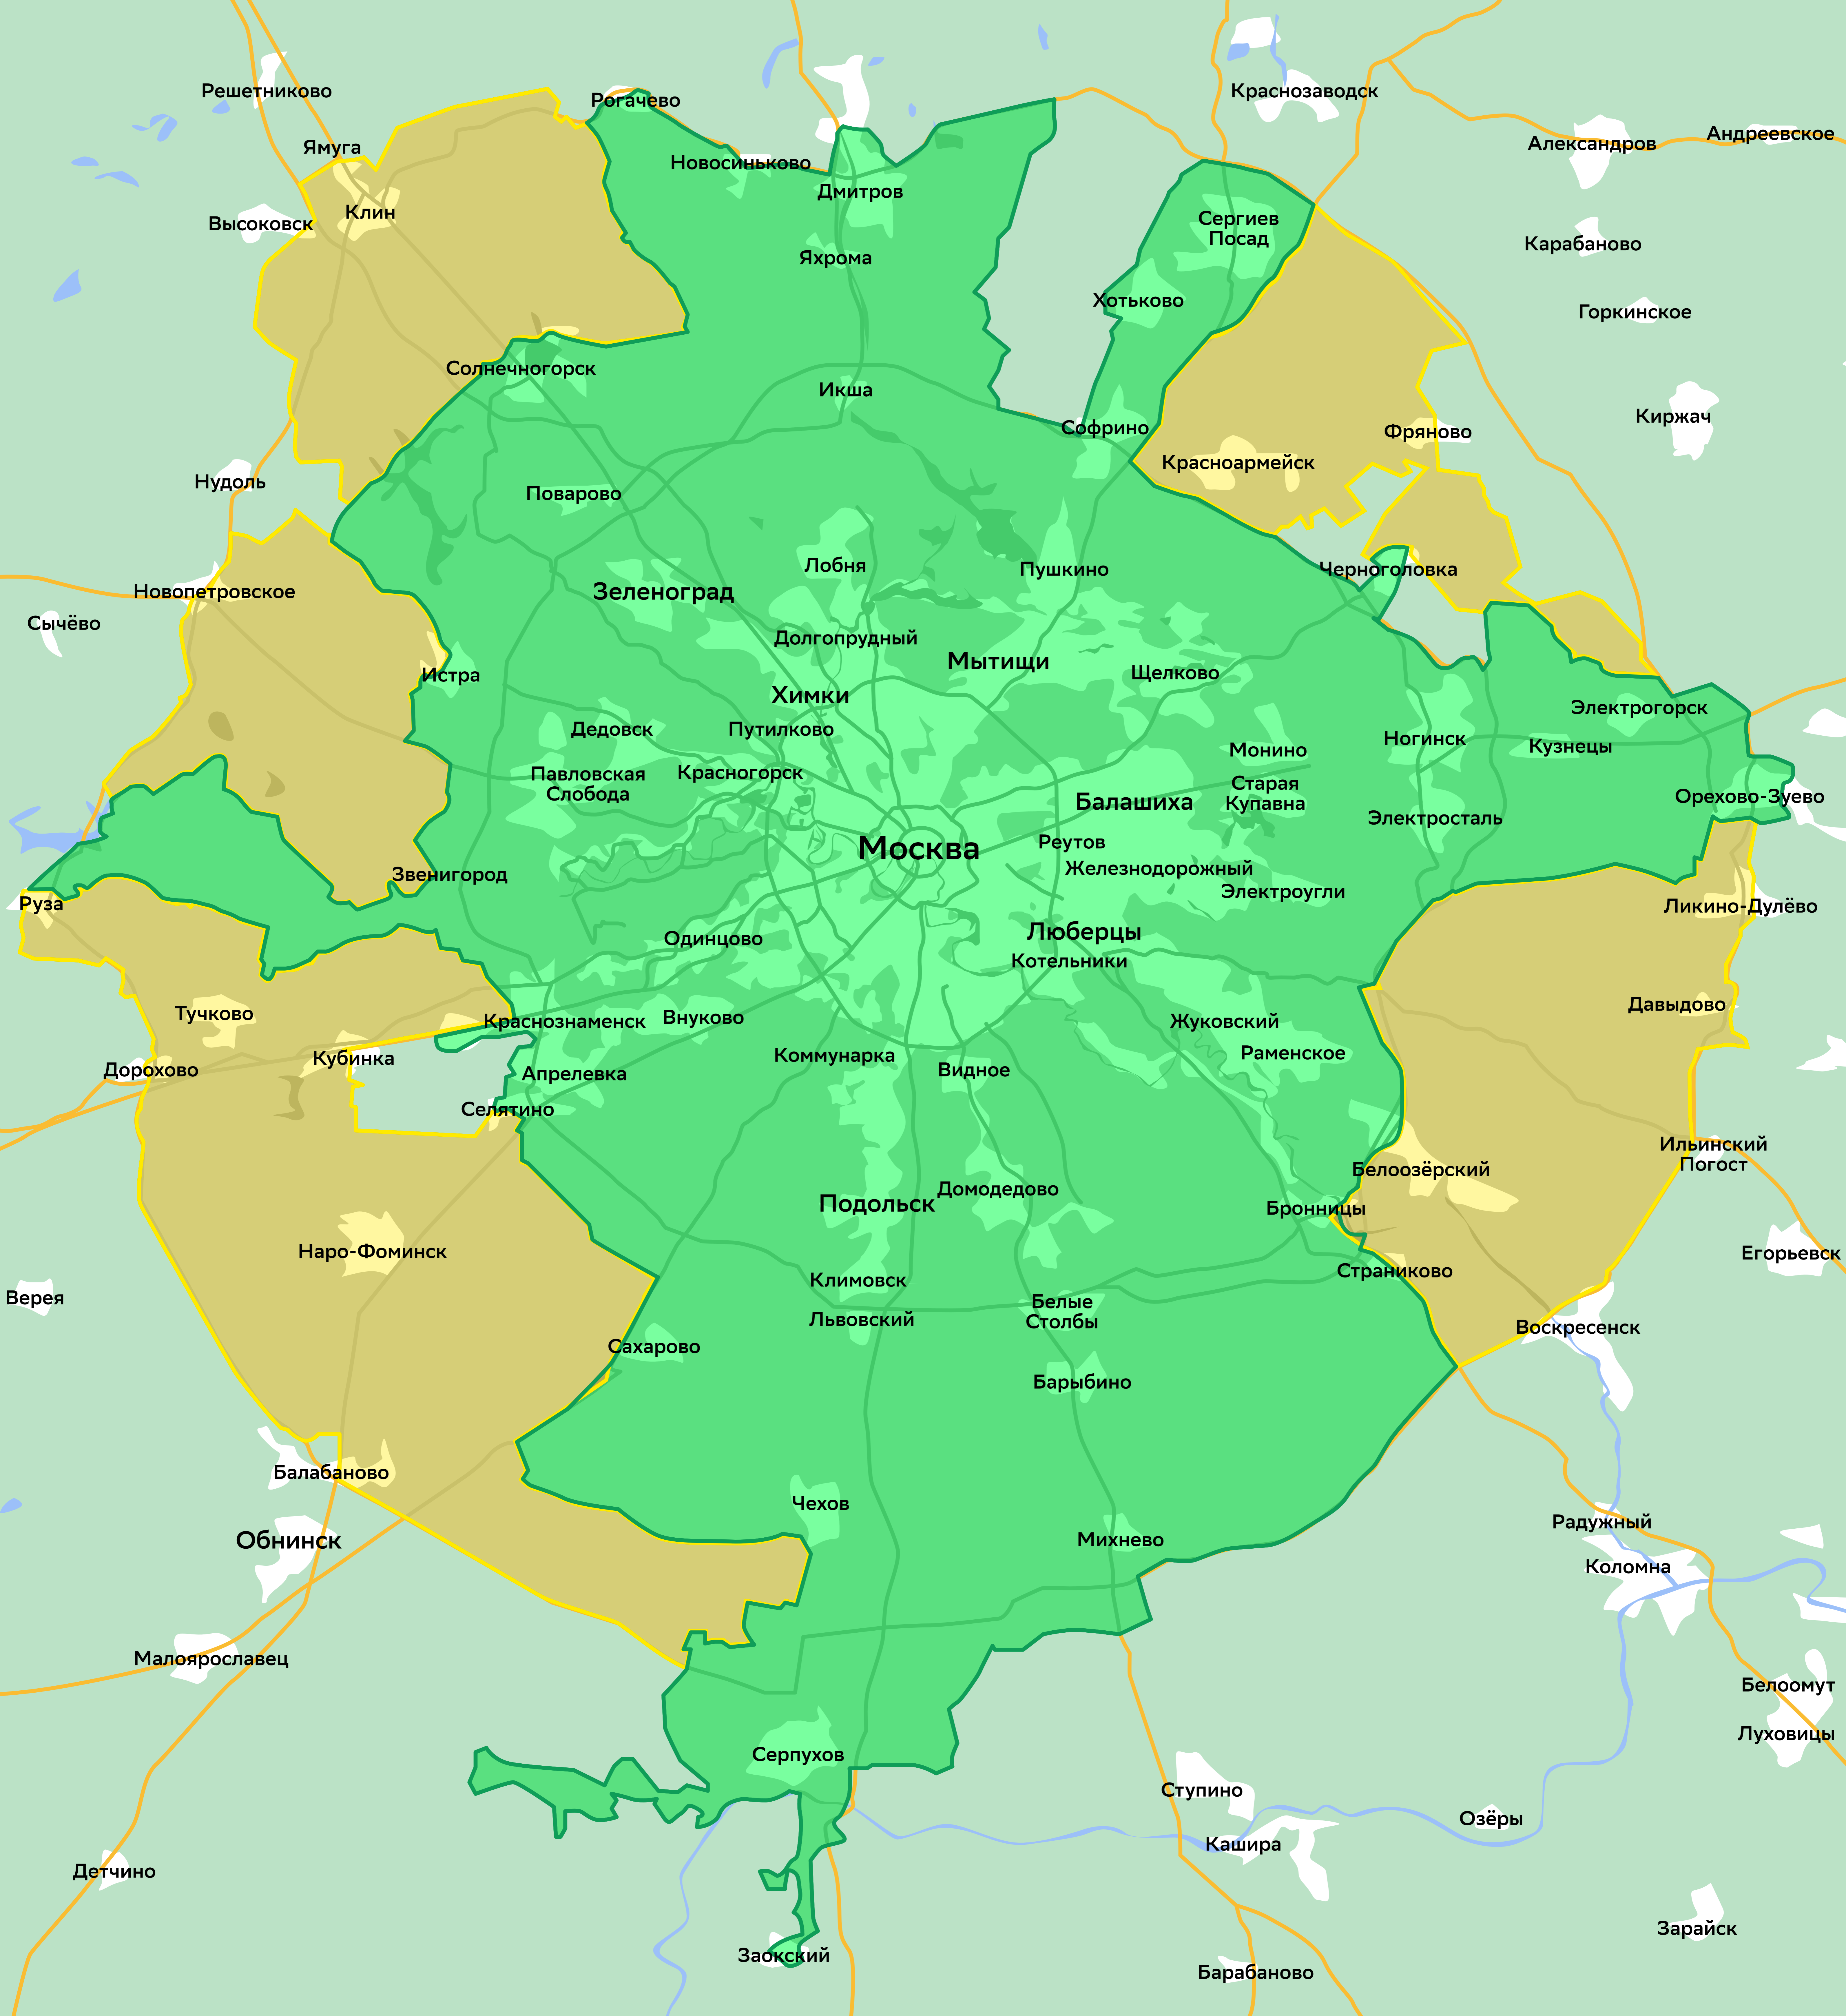 Решетниково
Рогачево
Краснозаводск
Ямуга
Александров
Андреевское
Новосиньково
Дмитров
Клин
Высоковск
Сергиев
Посад
Карабаново
Яхрома
Хотьково
Горкинское
Солнечногорск
Икша
Киржач
Софрино
Фряново
Красноармейск
Нудоль
Поварово
Лобня
Пушкино
Черноголовка
Новопетровское
Зеленоград
Сычёво
Долгопрудный
Мытищи
Щелково
Истра
Химки
Электрогорск
Дедовск
Путилково
Ногинск
Кузнецы
Монино
Павловская
Слобода
Красногорск
Старая
Купавна
Балашиха
Орехово-Зуево
Электросталь
Москва
Реутов
Железнодорожный
Звенигород
Электроугли
Руза
Ликино-Дулёво
Люберцы
Одинцово
Котельники
Давыдово
Тучково
Краснознаменск
Внуково
Жуковский
Кубинка
Коммунарка
Раменское
Дорохово
Апрелевка
Видное
Селятино
Ильинский
Погост
Белоозёрский
Домодедово
Подольск
Бронницы
Наро-Фоминск
Егорьевск
Страниково
Климовск
Верея
Белые
Столбы
Львовский
Воскресенск
Сахарово
Барыбино
Балабаново
Чехов
Радужный
Обнинск
Михнево
Коломна
Малоярославец
Белоомут
Луховицы
Серпухов
Ступино
Озёры
Кашира
Детчино
Зарайск
Заокский
Барабаново